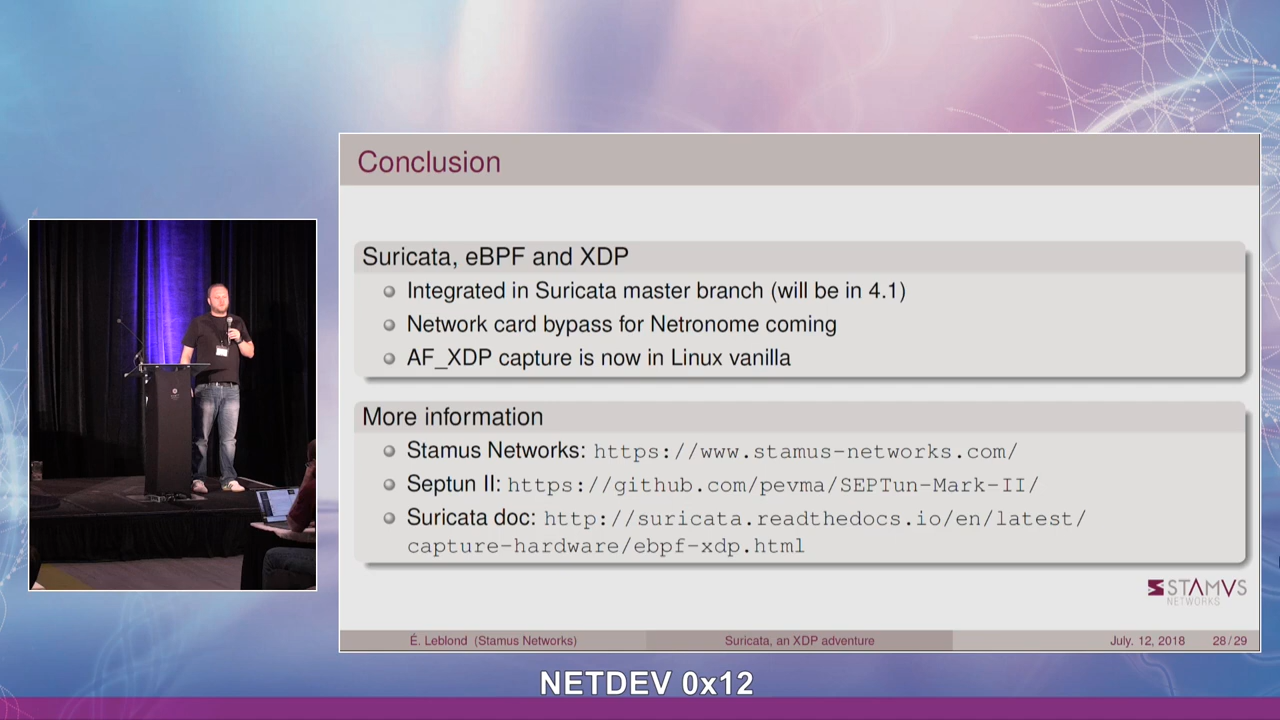 Conclusion
Suricata, eBPF and XDP
Integrated in Suricata master branch (will be in 4.1)
Network card bypass for Netronome coming
AF_XDP capture is now in Linux vanilla
More information
Stamus Networks: https://www.stamus-networks.com/
Septun II: https://github.com/pevma/SEPTun-Mark-II/
Suricata doc: http://suricata.readthedocs.io/en/latest/
capture-hardware/ebpf-xdp.html
STAMVS
NETWORKS
É. Leblond (Stamus Networks)
Suricata, an XDP adventure
July. 12, 2018
28/29
NETDEV 0x12